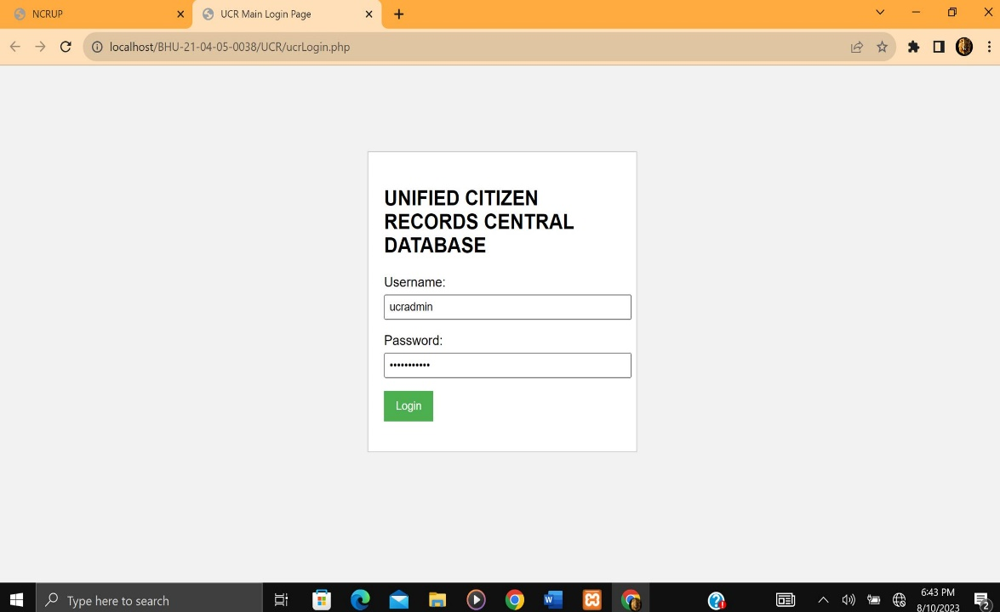 NCRUP
UCR Main Login Page
localhost/BHU-21-04-05-0038/UCR/ucrLogin.php
UNIFIED CITIZEN
RECORDS CENTRAL
DATABASE
Username:
ucradmin
Password:
•••••••••••
Login
Type here to search
6:43 PM
8/10/2023
2